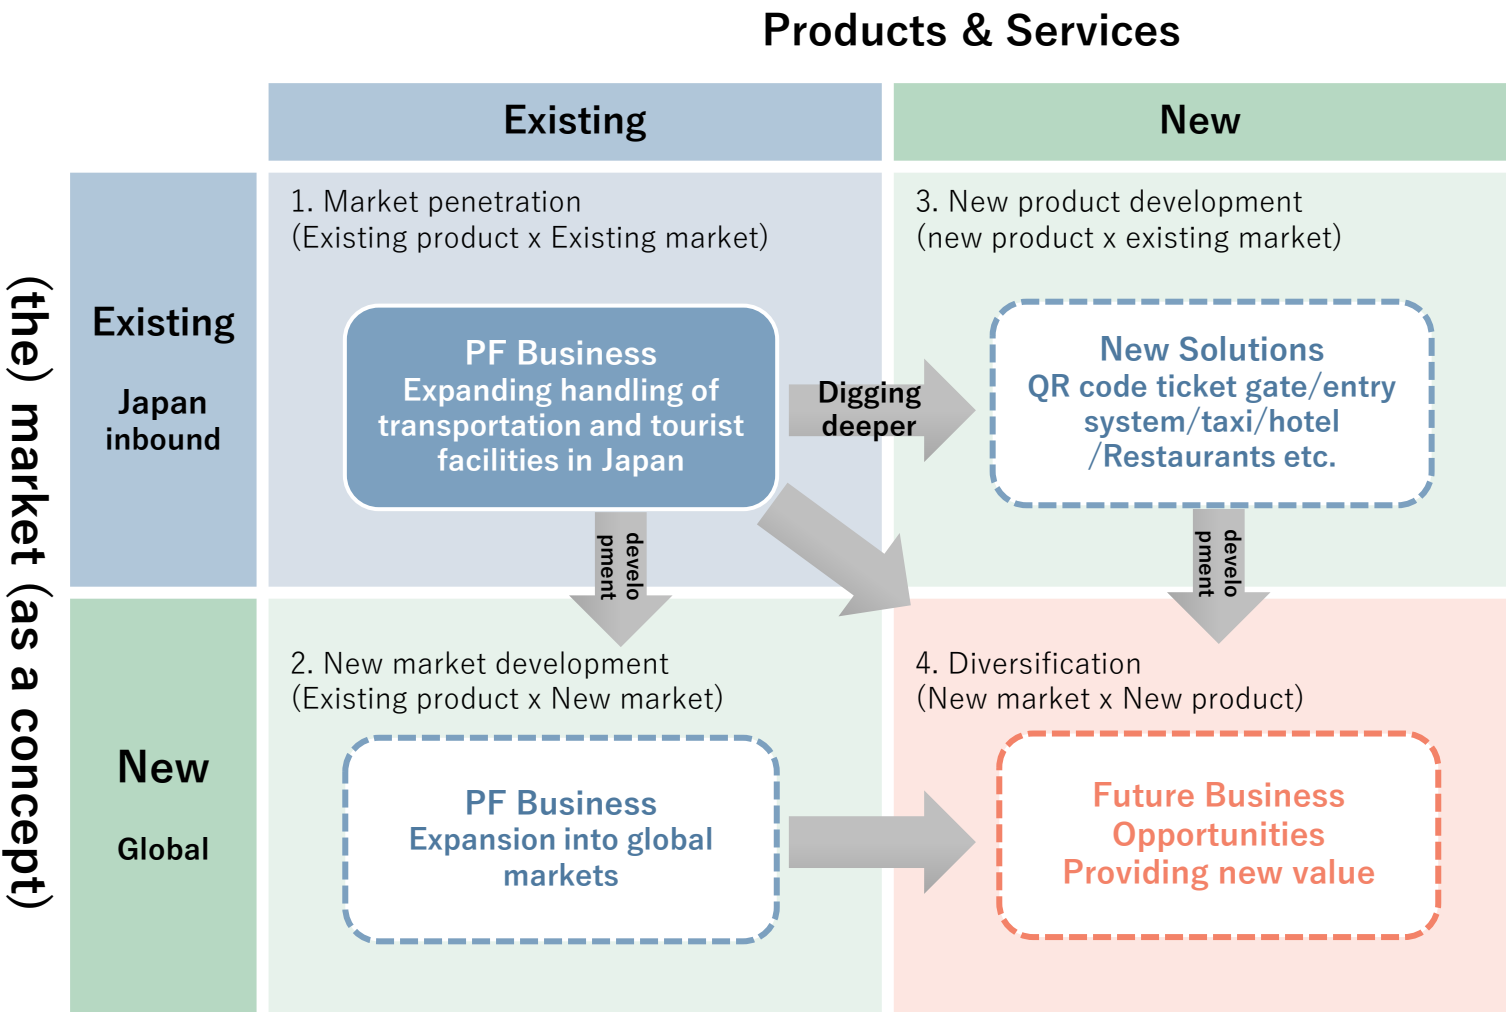 Products & Services
Existing
New
(the) market (as a concept)
Existing
Japan
inbound
1. Market penetration
(Existing product x Existing market)
PF Business
Expanding handling of
transportation and tourist
facilities in Japan
Digging
deeper
3. New product development
(new product x existing market)
New Solutions
QR code ticket gate/entry
system/taxi/hotel
/Restaurants etc.
develo
pment
develo
pment
New
Global
2. New market development
(Existing product x New market)
PF Business
Expansion into global
markets
4. Diversification
(New market x New product)
Future Business
Opportunities
Providing new value